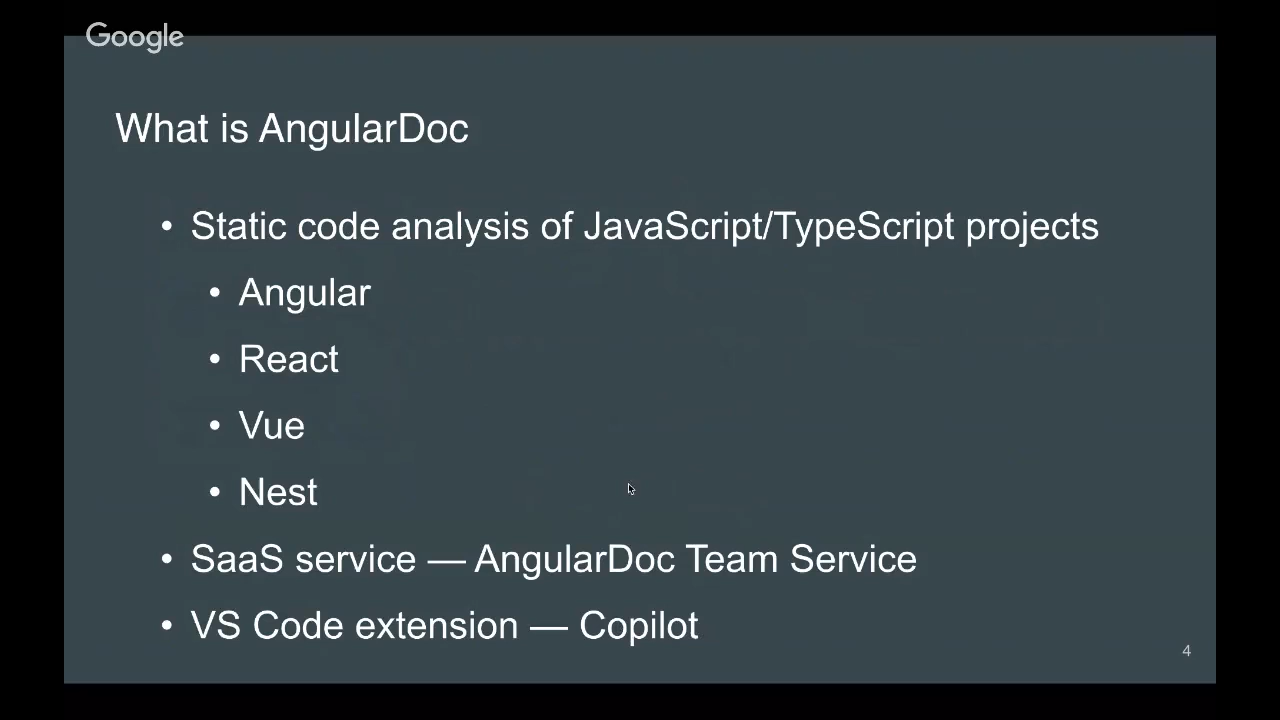 Google
What is AngularDoc
• Static code analysis of JavaScript/TypeScript projects
• Angular
• React
• Vue
• Nest
• SaaS service — AngularDoc Team Service
• VS Code extension — Copilot
4